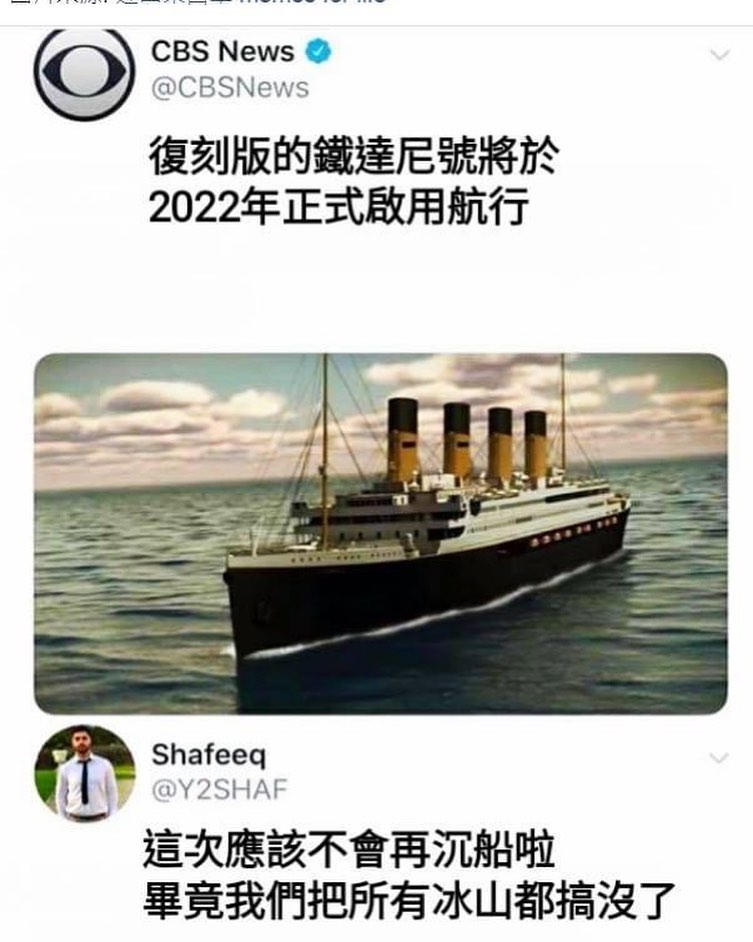 CBS News
@CBSNews
復刻版的鐵達尼號將於
2022年正式啟用航行
Shafeeq
@Y2SHAF
這次應該不會再沉船啦
畢竟我們把所有冰山都搞沒了